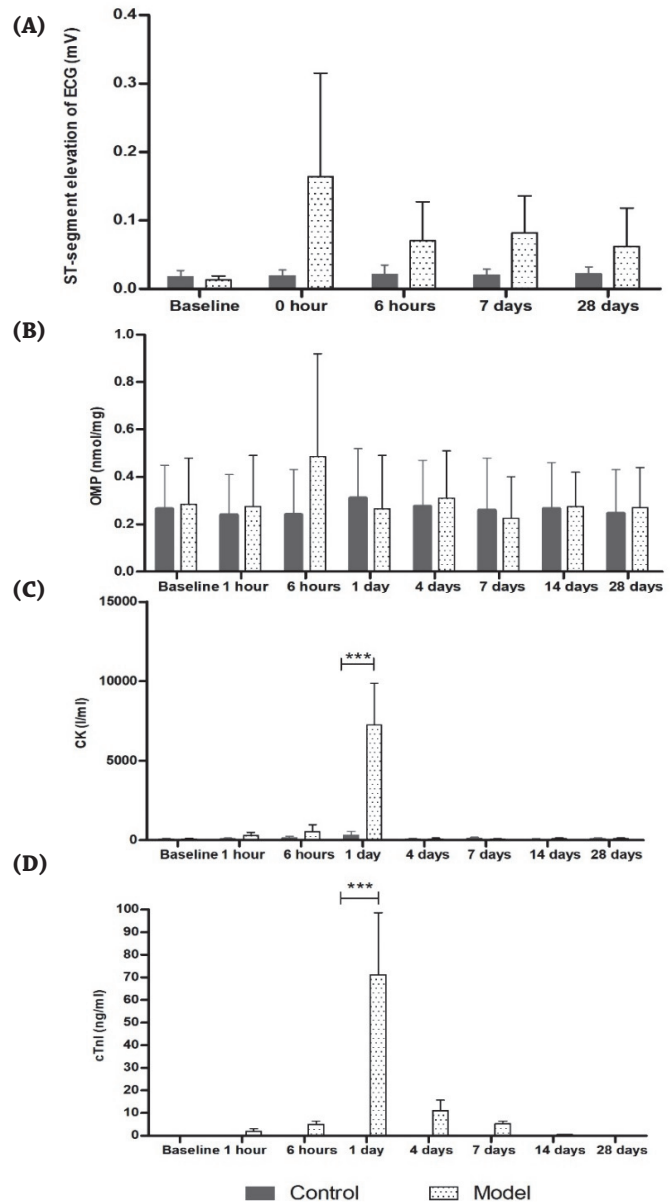 (A)
ST-segment elevation of ECG (mV)
0.4
0.3
0.2
0.1
0.0
Baseline 0 hour 6 hours 7 days 28 days
(B)
OMP (nmol/mg)
1.0
0.8
0.6
0.4
0.2
0.0
Baseline 1 hour 6 hours 1 day 4 days 7 days 14 days 28 days
(C)
CK (l/ml)
15000
10000
5000
0
***
Baseline 1 hour 6 hours 1 day 4 days 7 days 14 days 28 days
(D)
cTnl (ng/ml)
100
90
80
70
60
50
40
30
20
10
0
***
Baseline 1 hour 6 hours 1 day 4 days 7 days 14 days 28 days
Control Model